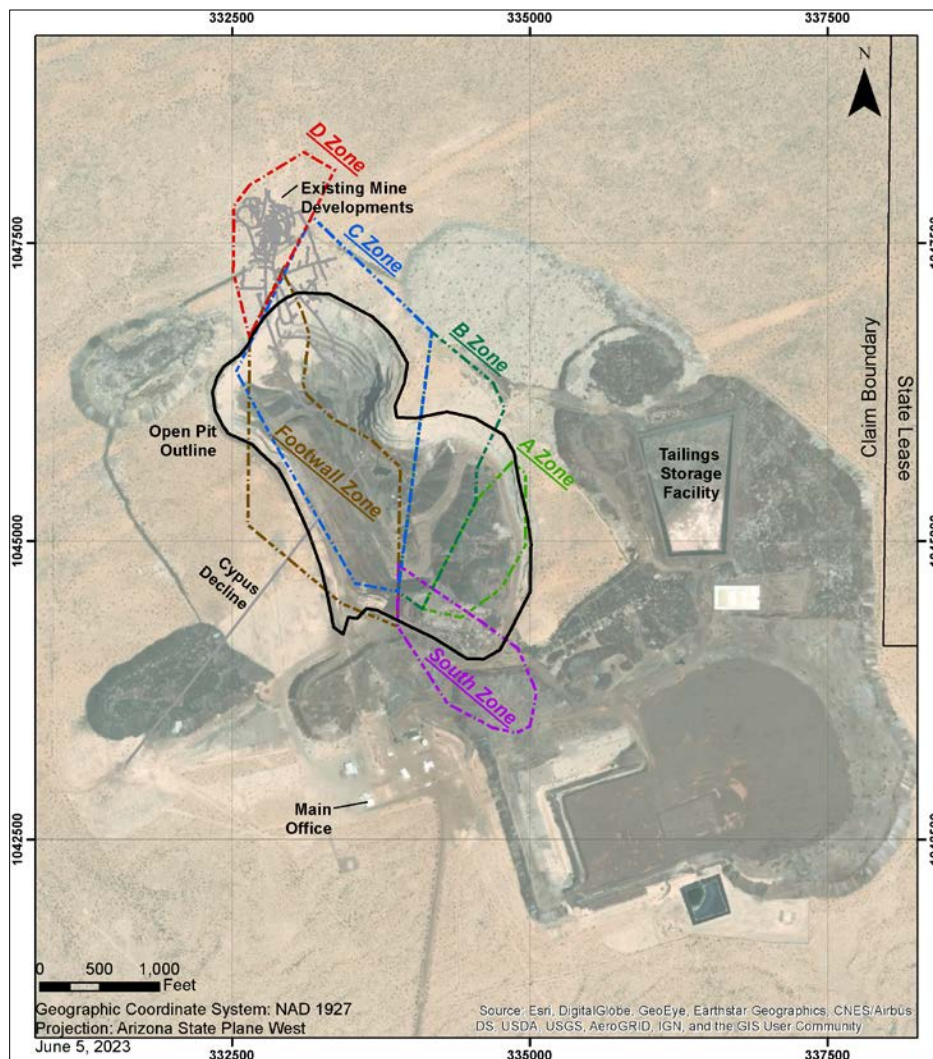 332500
335000
337500
N
D Zone
Existing Mine
Developments
1047500
1047500
C Zone
B Zone
Claim Boundary
State Lease
Open Pit
Outline
Footwall Zone
A Zone
Tailings
Storage
Facility
1045000
1045000
Cypus
Decline
South Zone
Main
Office
1042500
1042500
0 500 1,000
Feet
Geographic Coordinate System: NAD 1927
Projection: Arizona State Plane West
June 5, 2023
Source: Esri, DigitalGlobe, GeoEye, Earthstar Geographics, CNES/Airbus
DS, USDA, USGS, AeroGRID, IGN, and the GIS User Community
332500
335000
337500